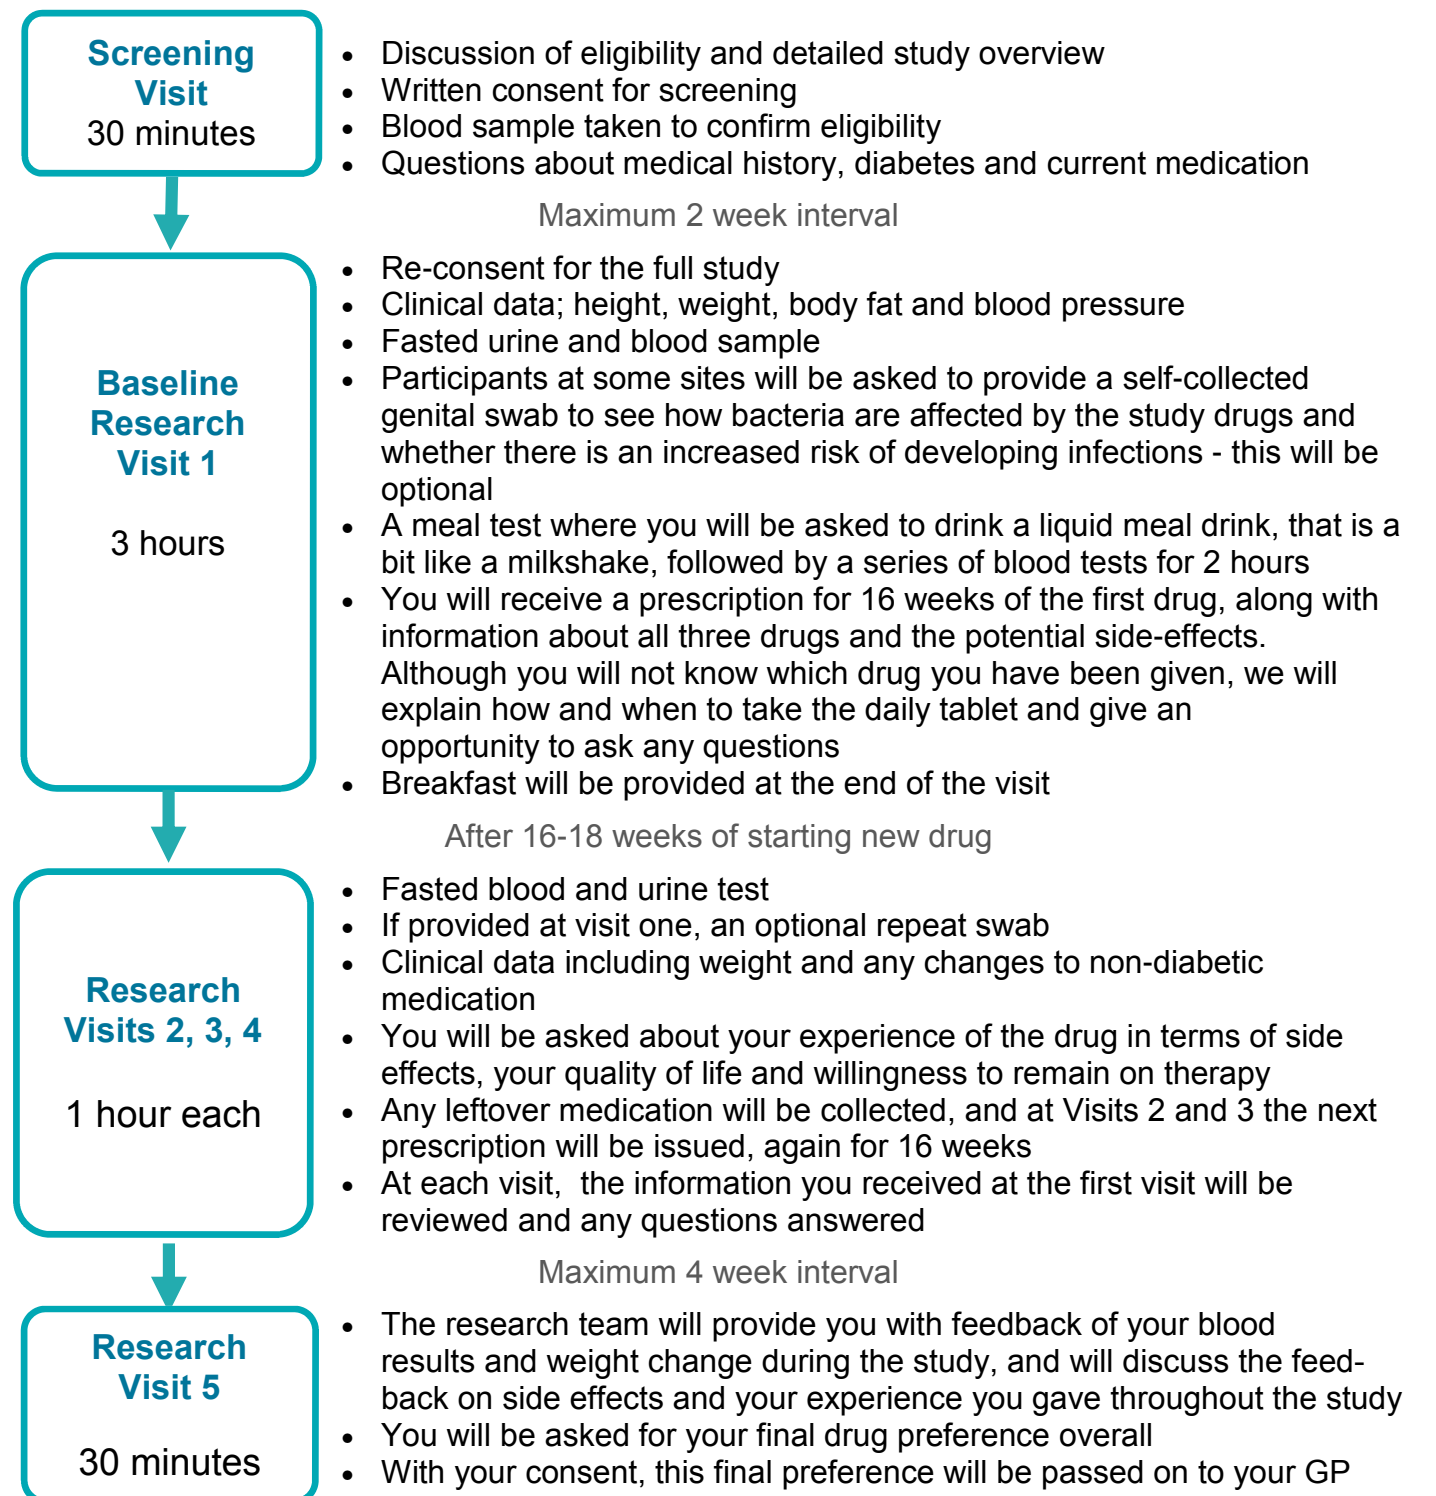 Screening
Visit
30 minutes
• Discussion of eligibility and detailed study overview
• Written consent for screening
• Blood sample taken to confirm eligibility
• Questions about medical history, diabetes and current medication
Maximum 2 week interval
Baseline
Research
Visit 1
3 hours
• Re-consent for the full study
• Clinical data; height, weight, body fat and blood pressure
• Fasted urine and blood sample
• Participants at some sites will be asked to provide a self-collected
genital swab to see how bacteria are affected by the study drugs and
whether there is an increased risk of developing infections - this will be
optional
• A meal test where you will be asked to drink a liquid meal drink, that is a
bit like a milkshake, followed by a series of blood tests for 2 hours
• You will receive a prescription for 16 weeks of the first drug, along with
information about all three drugs and the potential side-effects.
Although you will not know which drug you have been given, we will
explain how and when to take the daily tablet and give an
opportunity to ask any questions
• Breakfast will be provided at the end of the visit
After 16-18 weeks of starting new drug
Research
Visits 2, 3, 4
1 hour each
• Fasted blood and urine test
• If provided at visit one, an optional repeat swab
• Clinical data including weight and any changes to non-diabetic
medication
• You will be asked about your experience of the drug in terms of side
effects, your quality of life and willingness to remain on therapy
• Any leftover medication will be collected, and at Visits 2 and 3 the next
prescription will be issued, again for 16 weeks
• At each visit,  the information you received at the first visit will be
reviewed and any questions answered
Maximum 4 week interval
Research
Visit 5
30 minutes
• The research team will provide you with feedback of your blood
results and weight change during the study, and will discuss the feed-
back on side effects and your experience you gave throughout the study
• You will be asked for your final drug preference overall
• With your consent, this final preference will be passed on to your GP